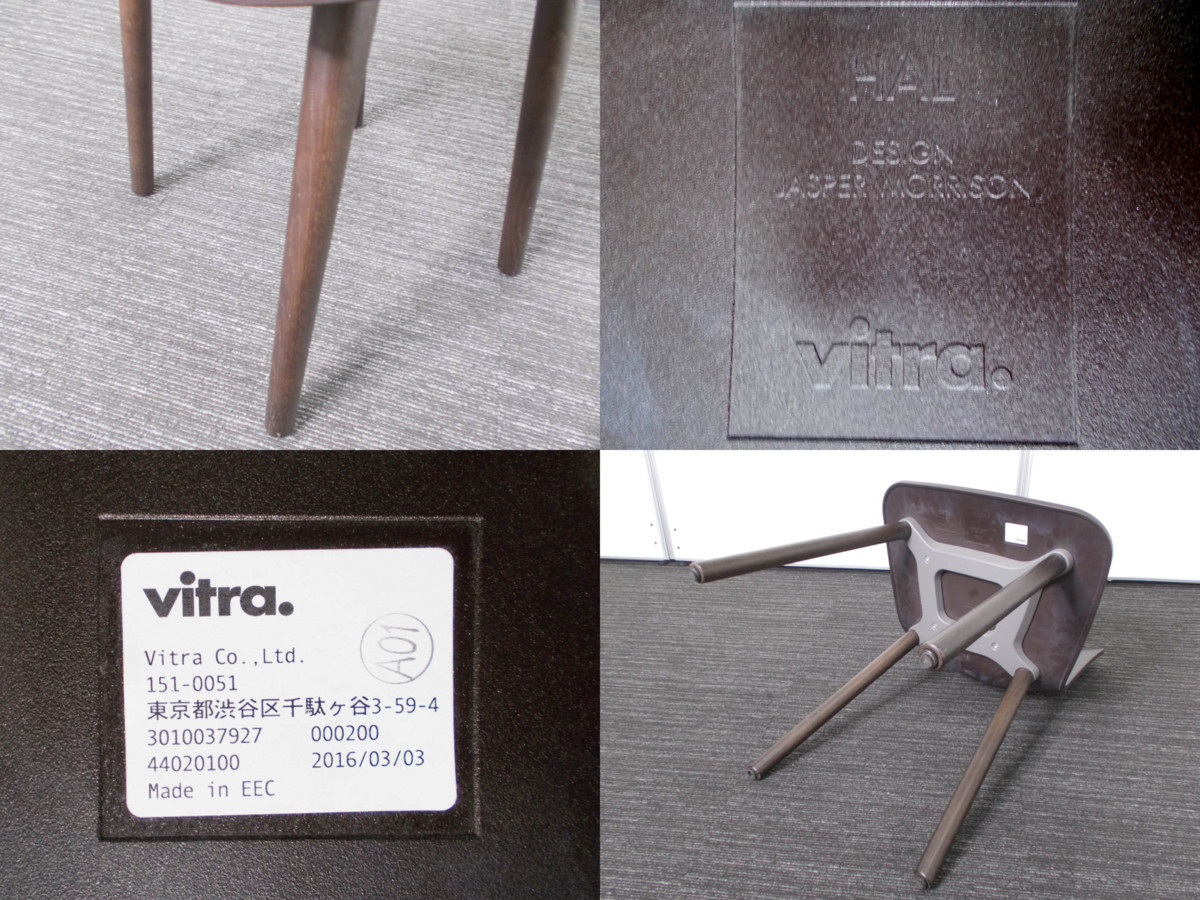 HAL
DESIGN
JASPER MORRISON
vitra.
vitra.
A01
Vitra Co.,Ltd.
151-0051
東京都渋谷区千駄ヶ谷3-59-4
3010037927 000200
44020100 2016/03/03
Made in EEC